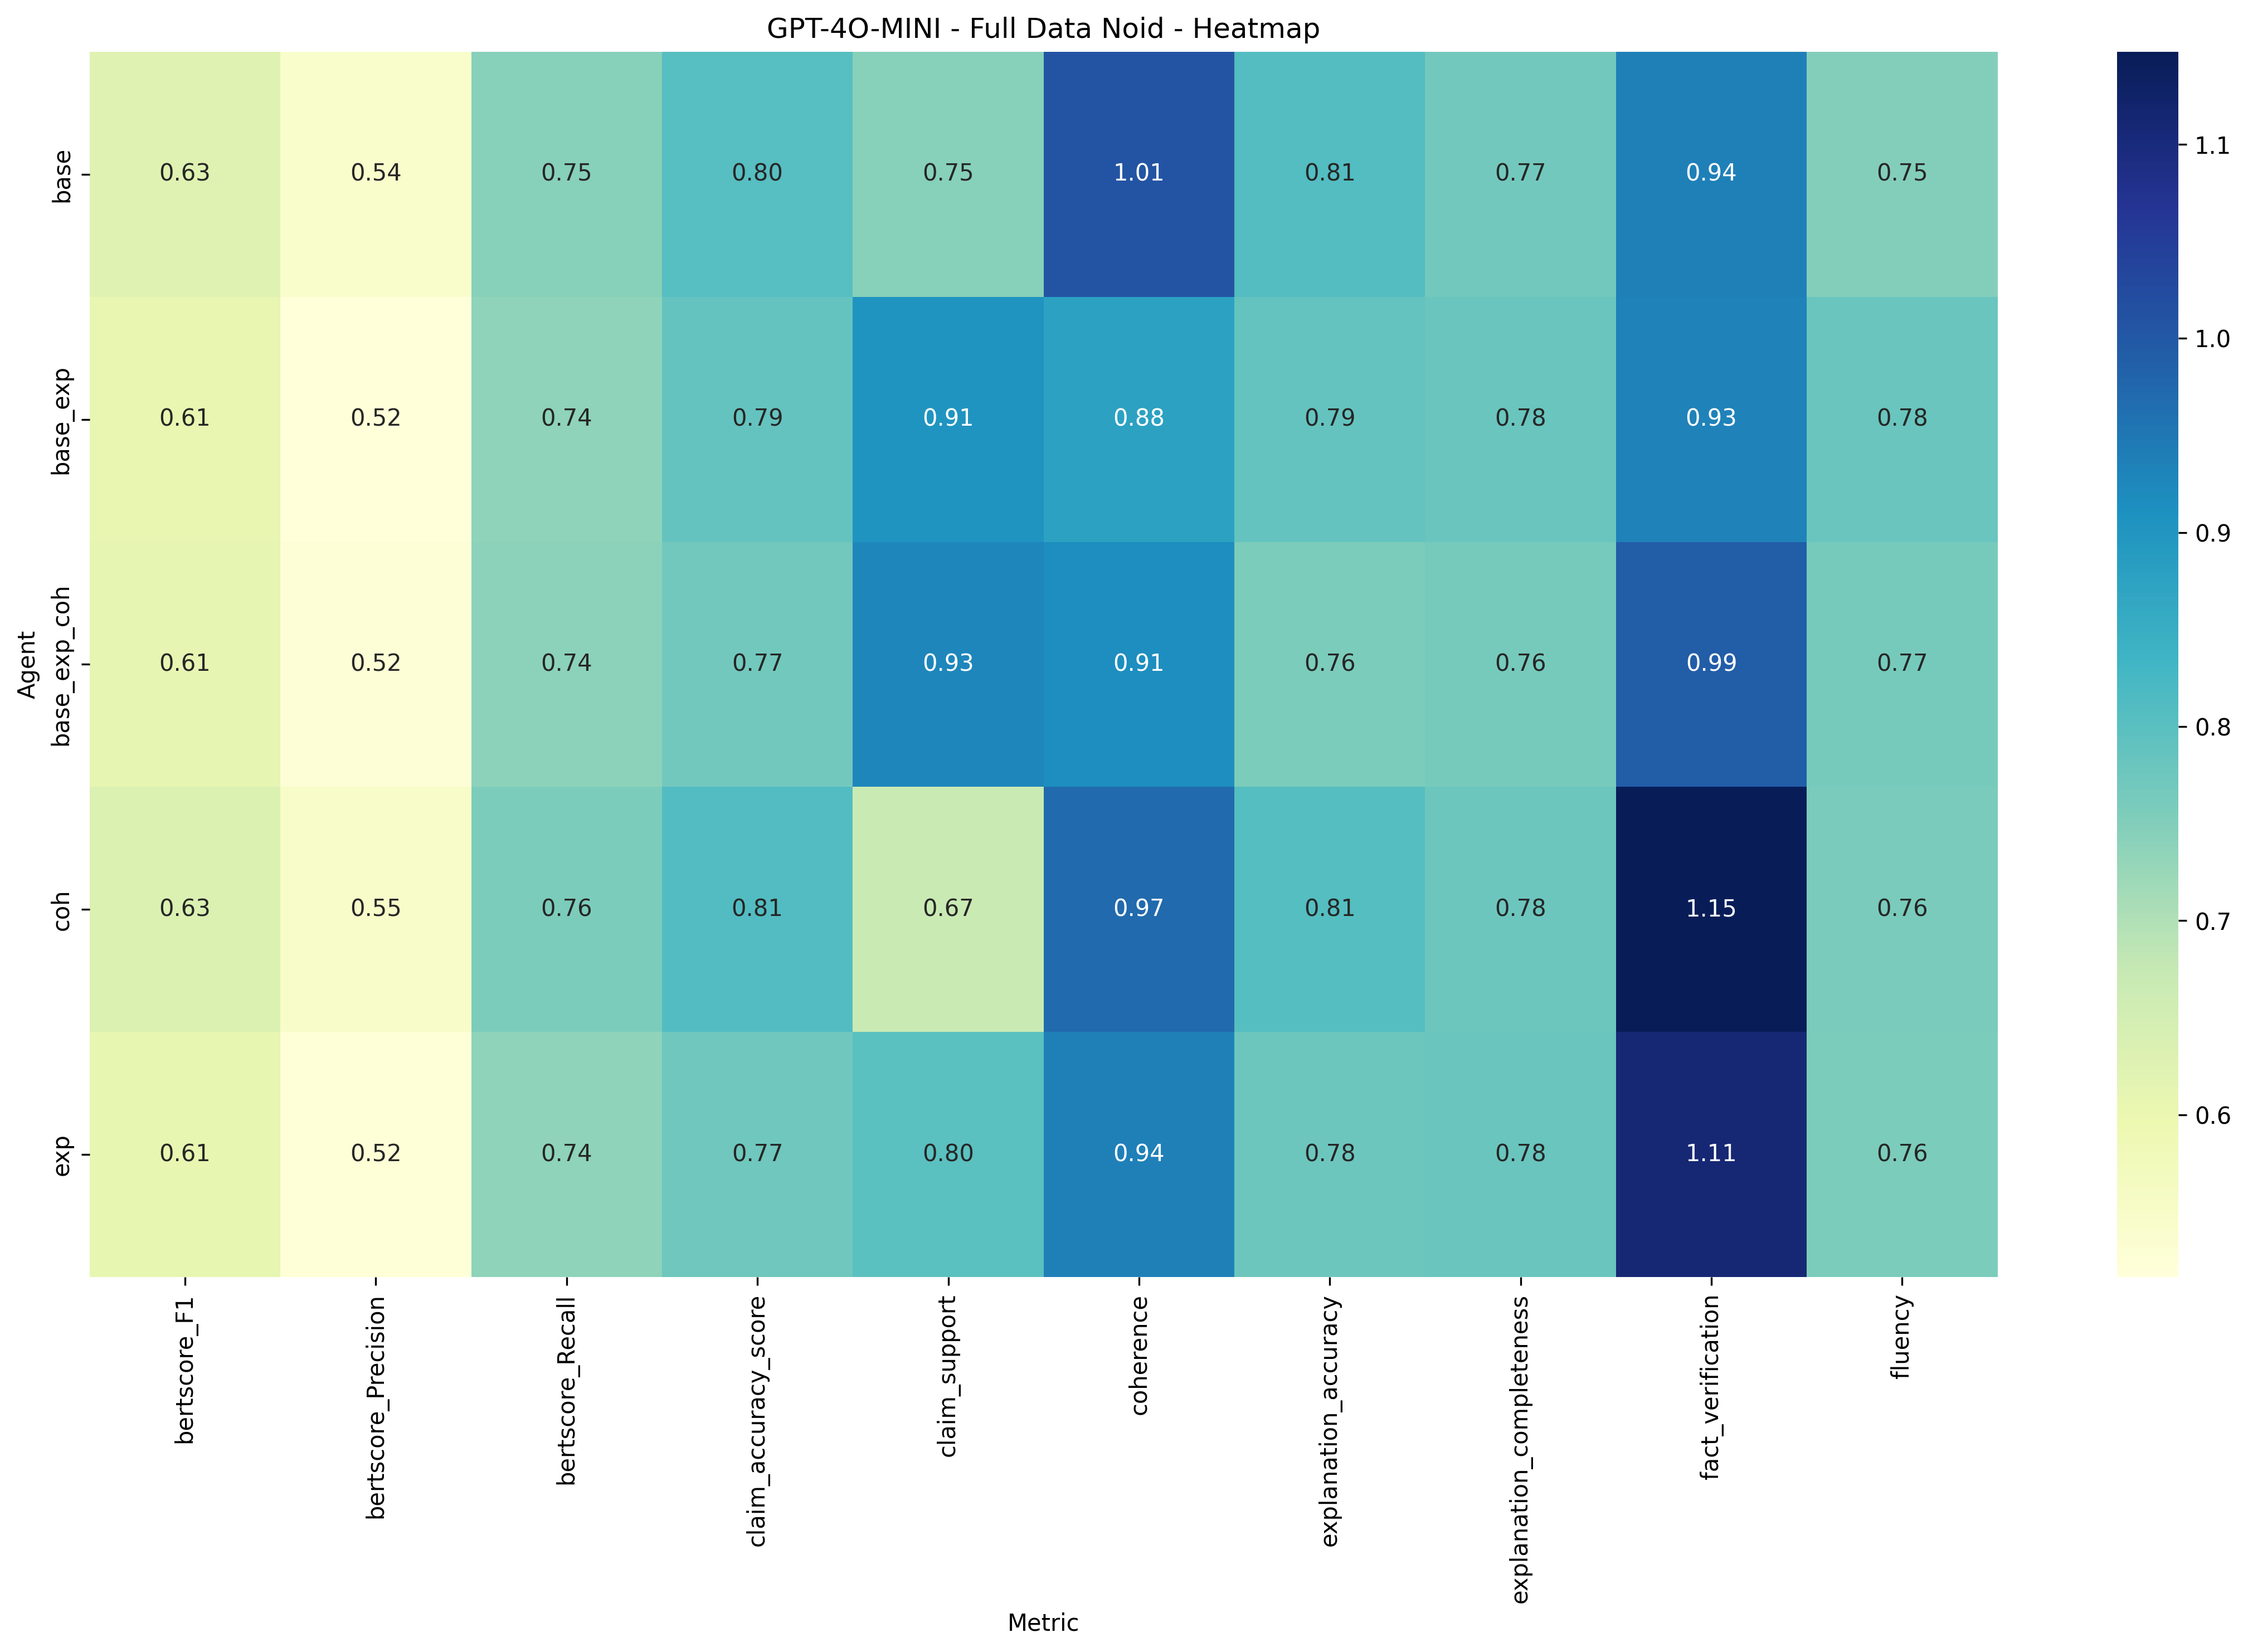 GPT-4O-MINI - Full Data Noid - Heatmap
Agent
base
0.63 0.54 0.75 0.80 0.75 1.01 0.81 0.77 0.94 0.75
base_exp
0.61 0.52 0.74 0.79 0.91 0.88 0.79 0.78 0.93 0.78
base_exp_coh
0.61 0.52 0.74 0.77 0.93 0.91 0.76 0.76 0.99 0.77
coh
0.63 0.55 0.76 0.81 0.67 0.97 0.81 0.78 1.15 0.76
exp
0.61 0.52 0.74 0.77 0.80 0.94 0.78 0.78 1.11 0.76
bertscore_F1
bertscore_Precision
bertscore_Recall
claim_accuracy_score
claim_support
coherence
explanation_accuracy
explanation_completeness
fact_verification
fluency
Metric
1.1
1.0
0.9
0.8
0.7
0.6